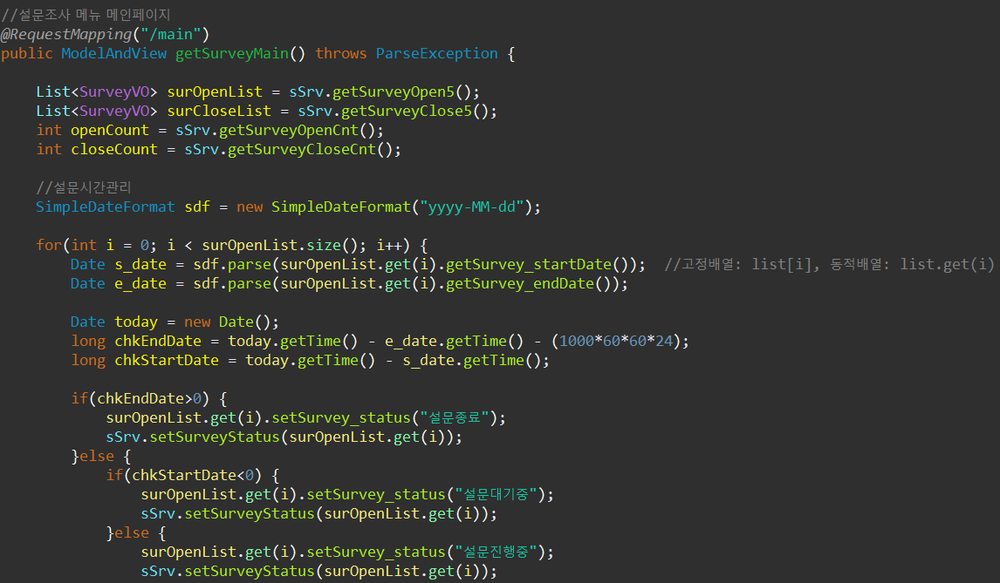 //설문조사 메뉴 메인페이지
@RequestMapping("/main")
public ModelAndView getSurveyMain() throws ParseException {
List<SurveyVO> surOpenList = sSrv.getSurveyOpen5();
List<SurveyVO> surCloseList = sSrv.getSurveyClose5();
int openCount = sSrv.getSurveyOpenCnt();
int closeCount = sSrv.getSurveyCloseCnt();
//설문시간관리
SimpleDateFormat sdf = new SimpleDateFormat("yyyy-MM-dd");
for(int i = 0; i < surOpenList.size(); i++) {
Date s_date = sdf.parse(surOpenList.get(i).getSurvey_startDate()); //고정배열: list[i], 동적배열: list.get(i)
Date e_date = sdf.parse(surOpenList.get(i).getSurvey_endDate());
Date today = new Date();
long chkEndDate = today.getTime() - e_date.getTime() - (1000*60*60*24);
long chkStartDate = today.getTime() - s_date.getTime();
if(chkEndDate>0) {
surOpenList.get(i).setSurvey_status("설문종료");
sSrv.setSurveyStatus(surOpenList.get(i));
}else {
if(chkStartDate<0) {
surOpenList.get(i).setSurvey_status("설문대기중");
sSrv.setSurveyStatus(surOpenList.get(i));
}else {
surOpenList.get(i).setSurvey_status("설문진행중");
sSrv.setSurveyStatus(surOpenList.get(i));